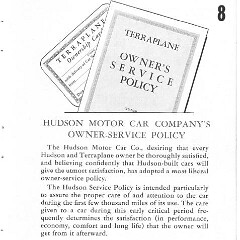 8
TERRAPLANE
Ownership
TERRAPLANE
OWNER'S
SERVICE
POLICY
HUDSON MOTOR CAR COMPANY'S
OWNER-SERVICE POLICY
The Hudson Motor Car Co., desiring that every
Hudson and Terraplane owner be thoroughly satisfied,
and believing confidently that Hudson-built cars will
give the utmost satisfaction, has adopted a most liberal
owner-service policy.
The Hudson Service Policy is intended particularly
to assure the proper care of and attention to the car
during the first few thousand miles of its use. The care
given to a car during this early critical period fre-
quently determines the satisfaction (in performance,
economy, comfort and long life) that the owner will
get from it afterward.